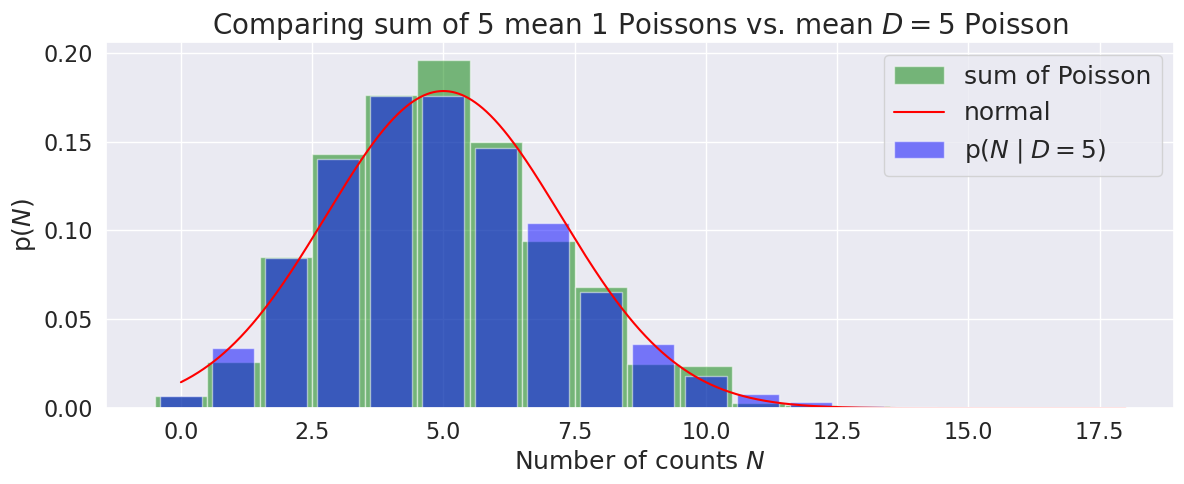 Comparing sum of 5 mean 1 Poissons vs. mean D = 5 Poisson
p(N)
0.20
0.15
0.10
0.05
0.00
sum of Poisson
normal
p(N | D = 5)
0.0 2.5 5.0 7.5 10.0 12.5 15.0 17.5
Number of counts N